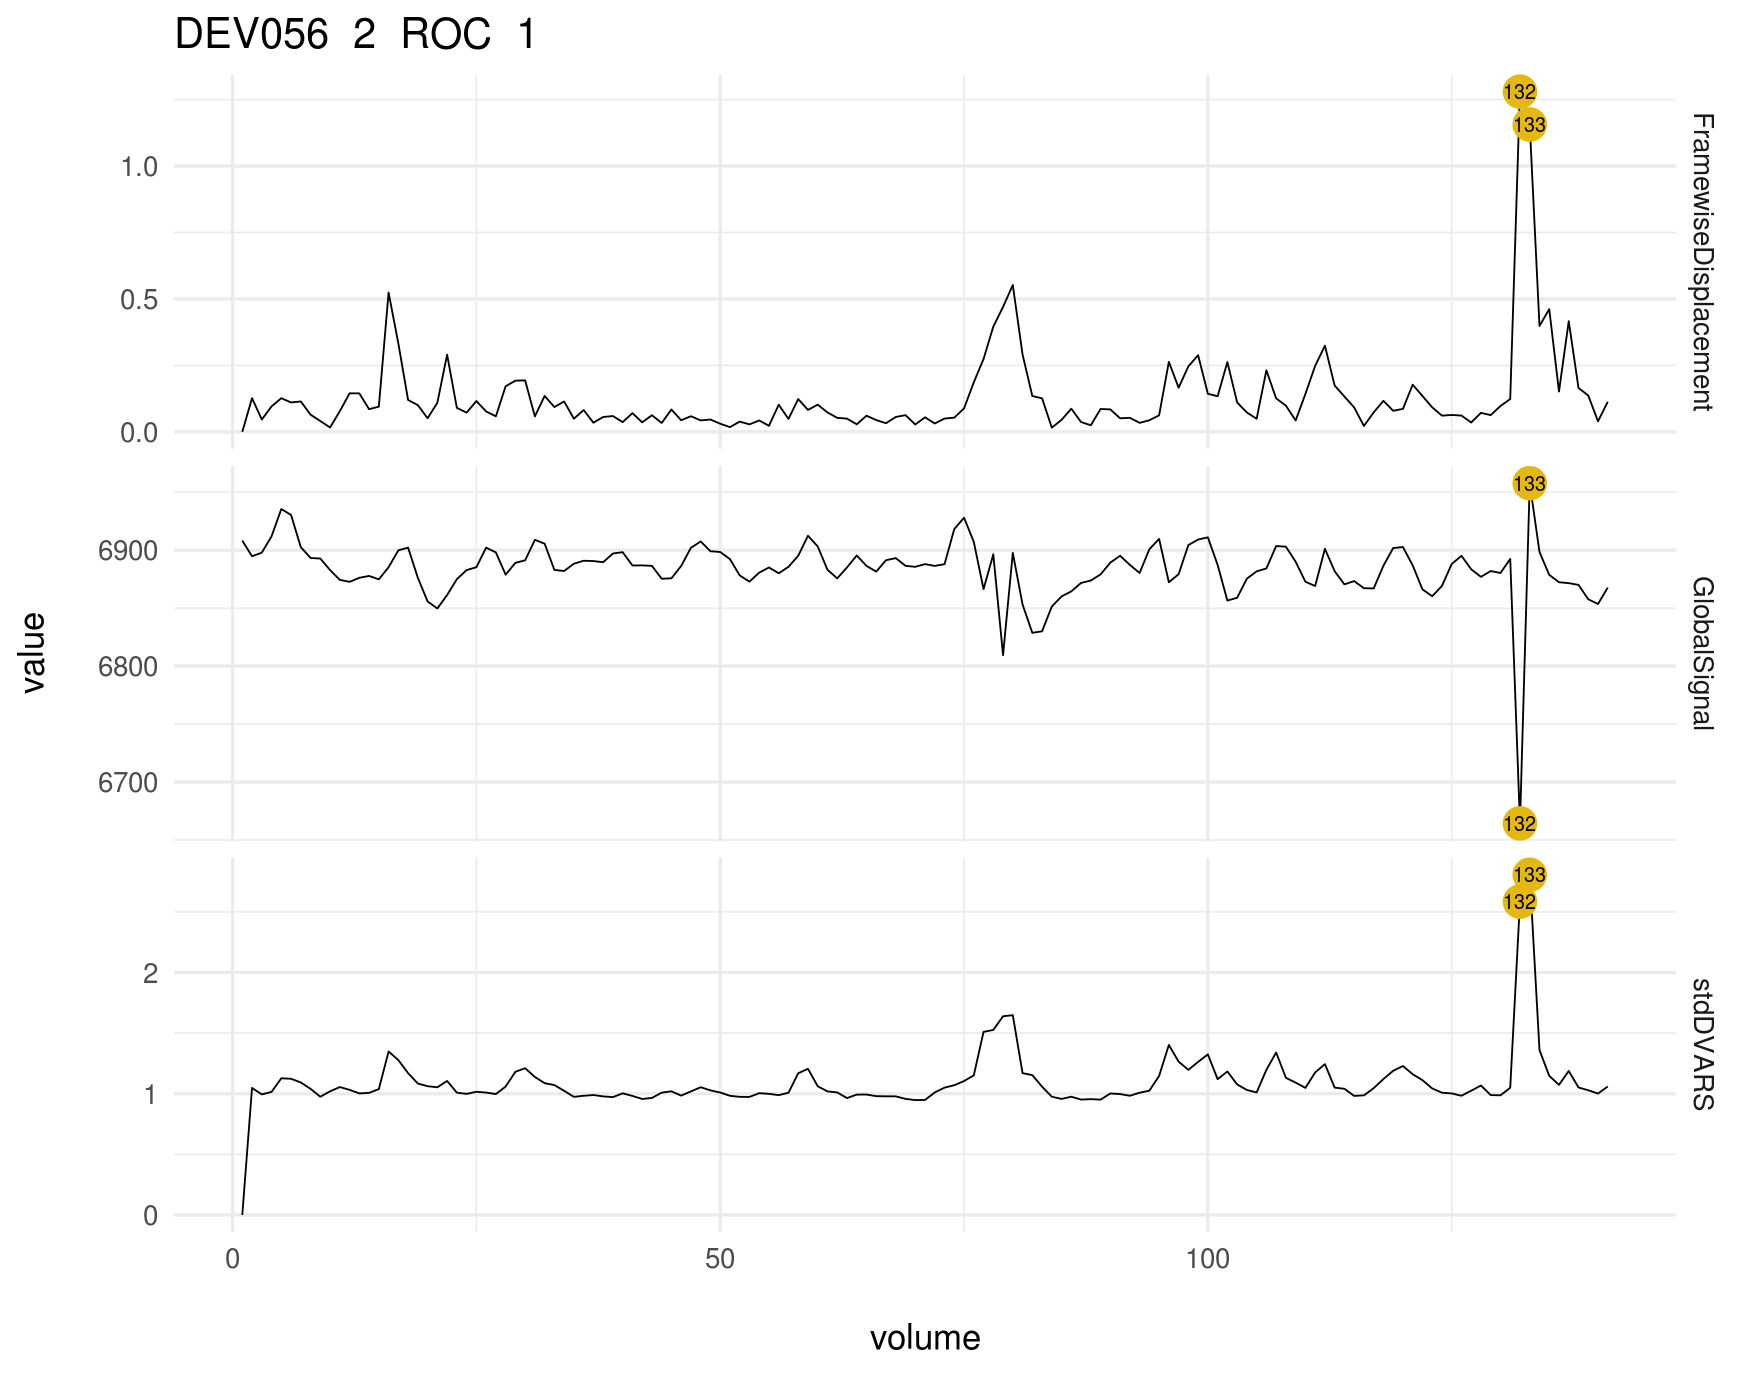 DEV056 2 ROC 1
132
133
1.0
0.5
0.0
FramewiseDisplacement
133
6900
6800
6700
132
GlobalSignal
value
133
132
2
1
0
stdDVARS
0 50 100
volume